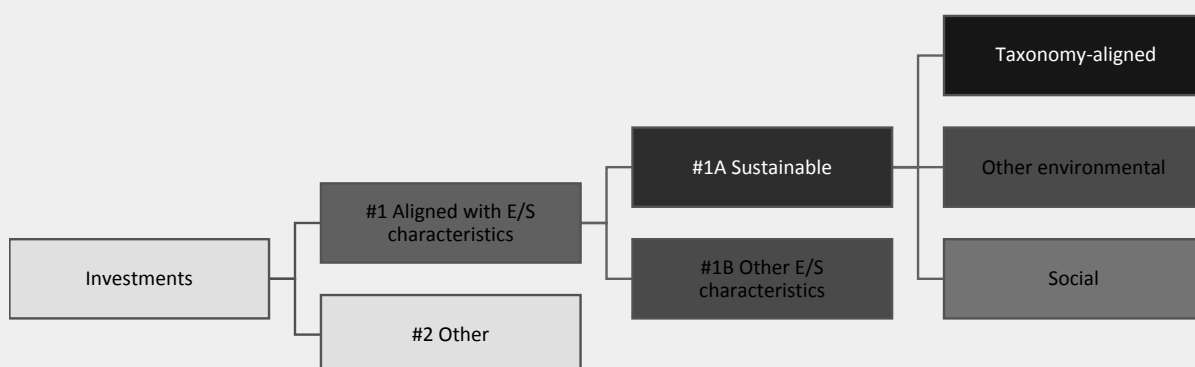 Investments
#1 Aligned with E/S
characteristics
#2 Other
#1A Sustainable
#1B Other E/S
characteristics
Taxonomy-aligned
Other environmental
Social